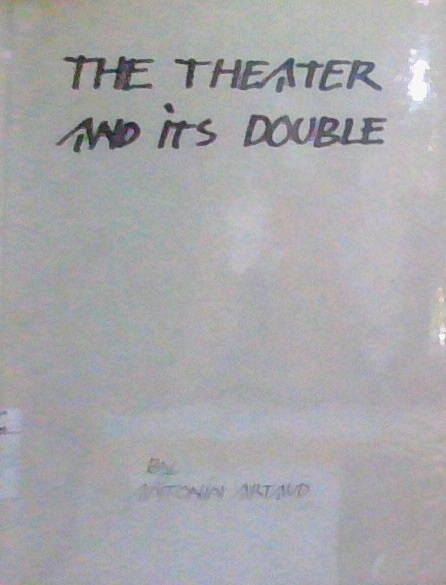 THE THEATER
AND iTS DOUBLE
BY
ANTONIN ARTAUD